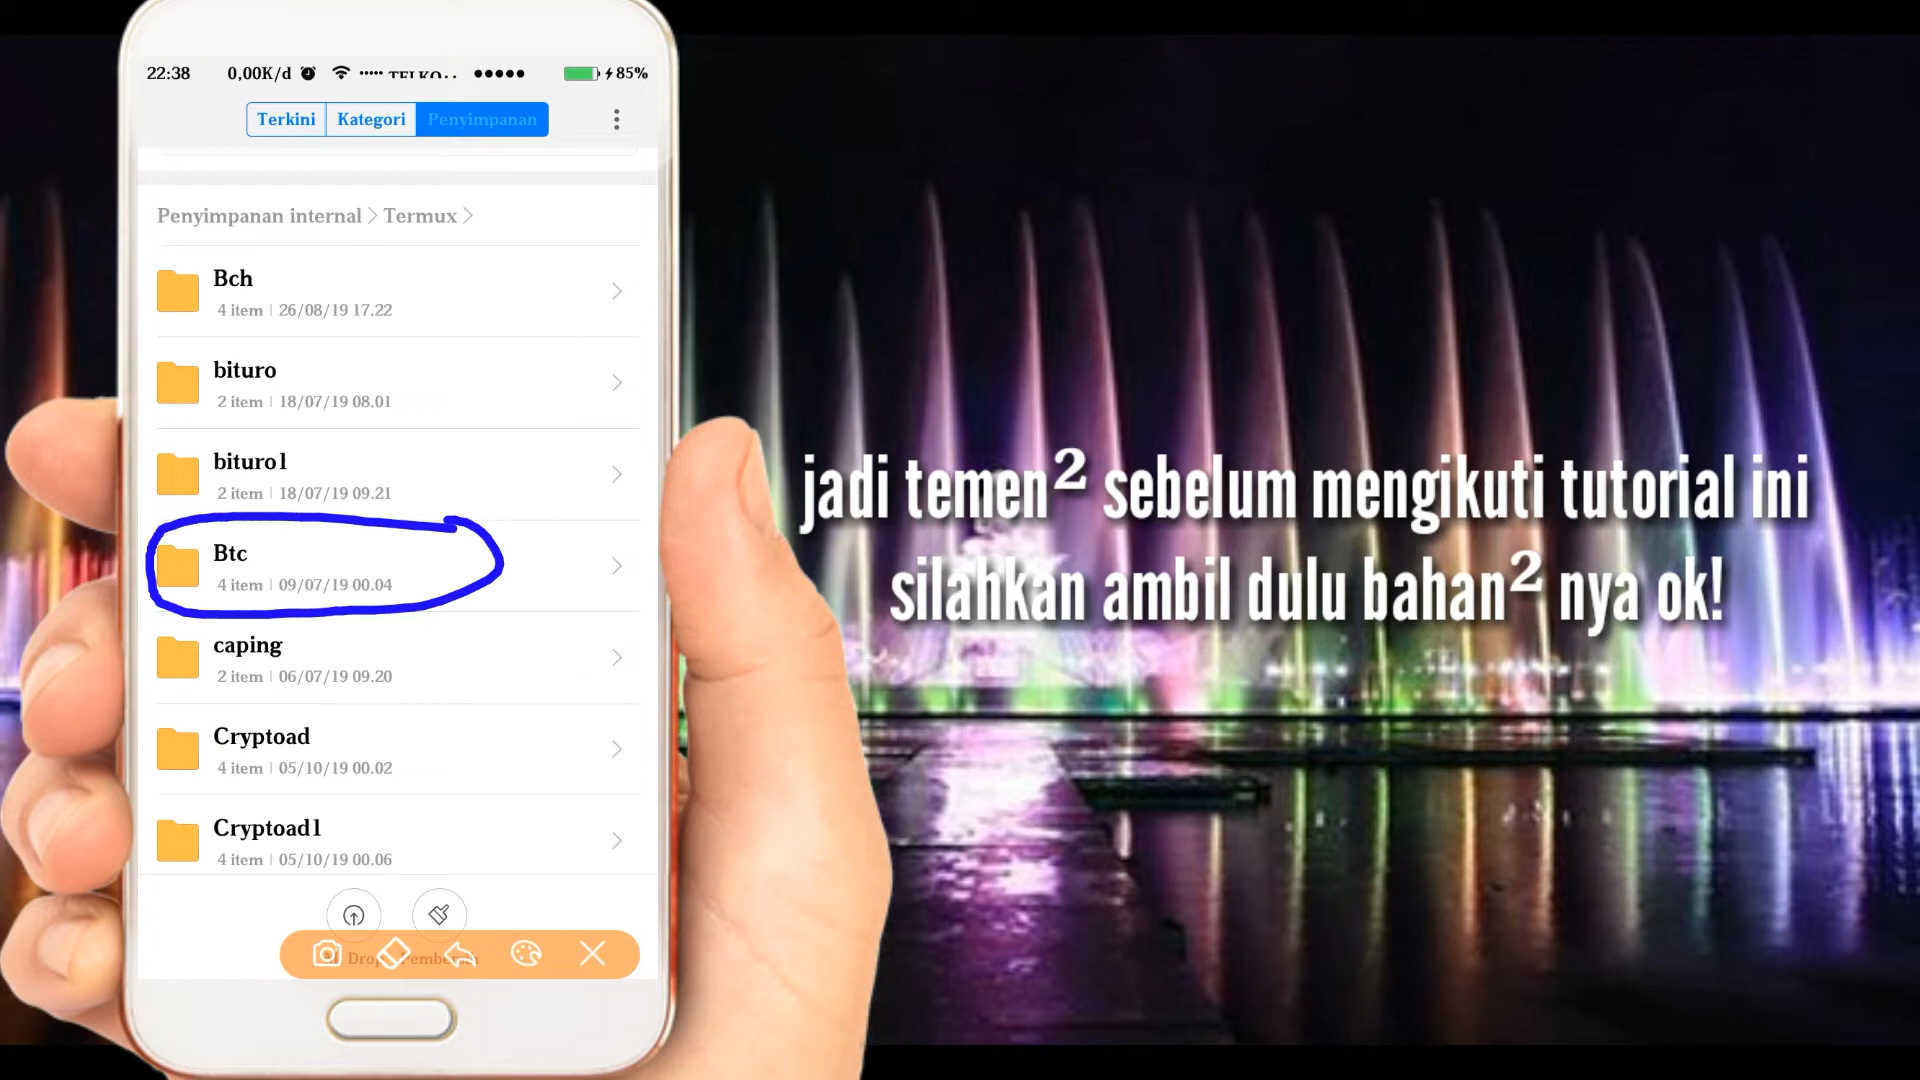 22:38 0,00K/d 85%
Terkini Kategori Penyimpanan
Penyimpanan internal > Termux >
Bch
4 item | 26/08/19 17.22
bituro
2 item | 18/07/19 08.01
bituro1
2 item | 18/07/19 09.21
Btc
4 item | 09/07/19 00.04
caping
2 item | 06/07/19 09.20
Cryptoad
4 item | 05/10/19 00.02
Cryptoad1
4 item | 05/10/19 00.06
Drop
jadi temen² sebelum mengikuti tutorial ini
silahkan ambil dulu bahan² nya ok!